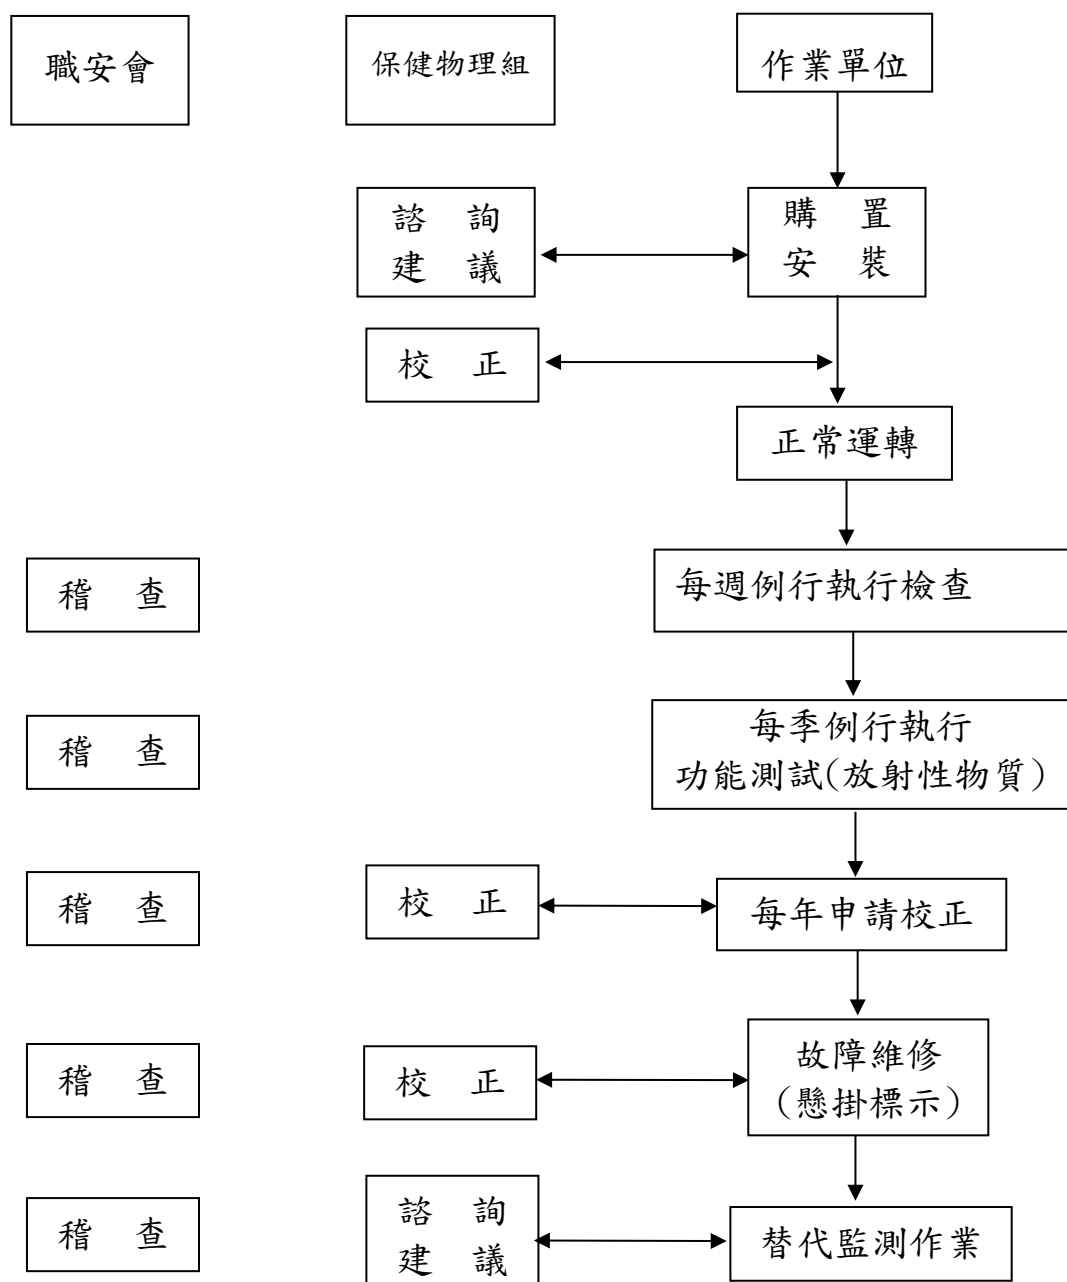 職安會
保健物理組
作業單位
諮 詢
建 議
購 置
安 裝
校 正
正常運轉
稽 查
每週例行執行檢查
稽 查
每季例行執行
功能測試(放射性物質)
稽 查
校 正
每年申請校正
稽 查
校 正
故障維修
(懸掛標示)
稽 查
諮 詢
建 議
替代監測作業